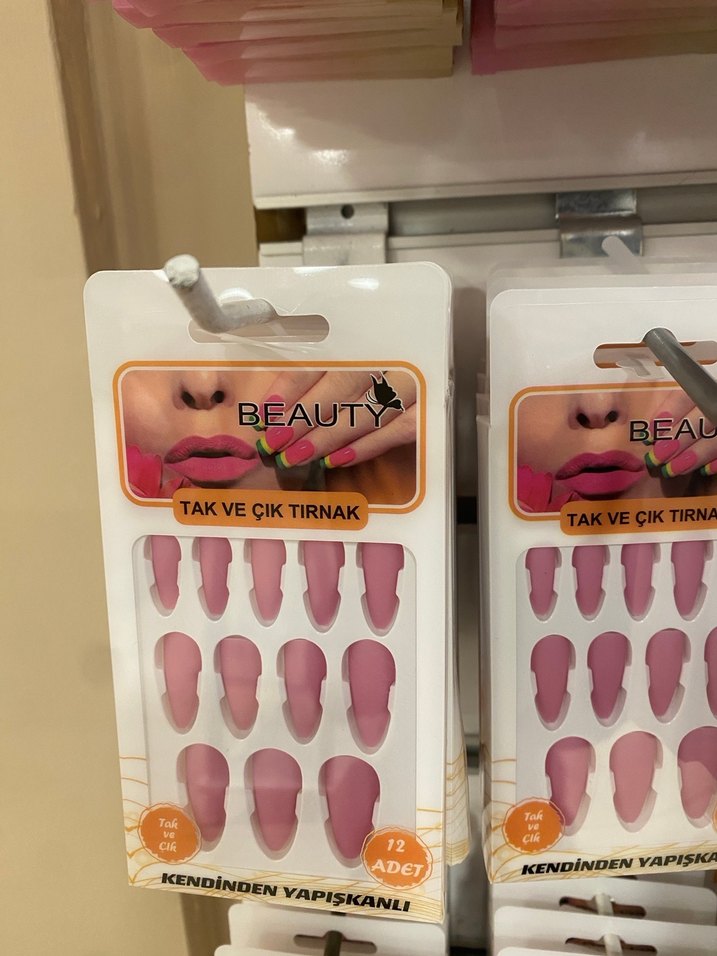 BEAUTY
TAK VE ÇIK TIRNAK
Tak
ve
Çık
12
ADET
KENDİNDEN YAPIŞKANLI
BEAU
TAK VE ÇIK TIRNA
Tak
ve
Çık
KENDİNDEN YAPIŞKA